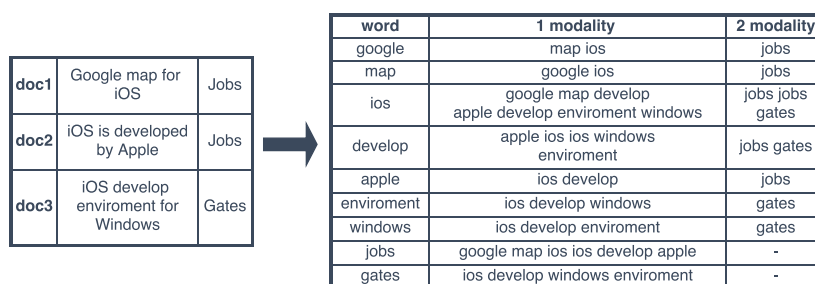 doc1 Google map for iOS Jobs
doc2 iOS is developed by Apple Jobs
doc3 iOS develop enviroment for Windows Gates
word 1 modality 2 modality
google map ios jobs
map google ios jobs
ios google map develop apple develop enviroment windows jobs jobs gates
develop apple ios ios windows enviroment jobs gates
apple ios develop jobs
enviroment ios develop windows gates
windows ios develop enviroment gates
jobs google map ios ios develop apple -
gates ios develop windows enviroment -